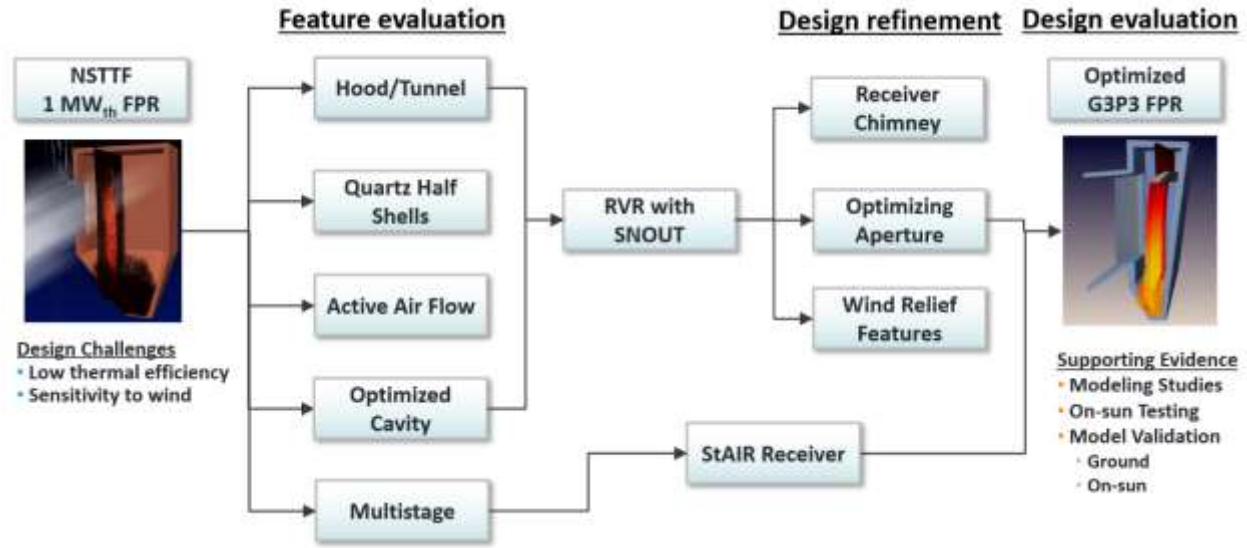 Feature evaluation
Design refinement
Design evaluation
NSTTF
1 MWth FPR
Design Challenges
• Low thermal efficiency
• Sensitivity to wind
Hood/Tunnel
Quartz Half
Shells
Active Air Flow
Optimized
Cavity
Multistage
RVR with
SNOUT
StAIR Receiver
Receiver
Chimney
Optimizing
Aperture
Wind Relief
Features
Optimized
G3P3 FPR
Supporting Evidence
• Modeling Studies
• On-sun Testing
• Model Validation
• Ground
• On-sun